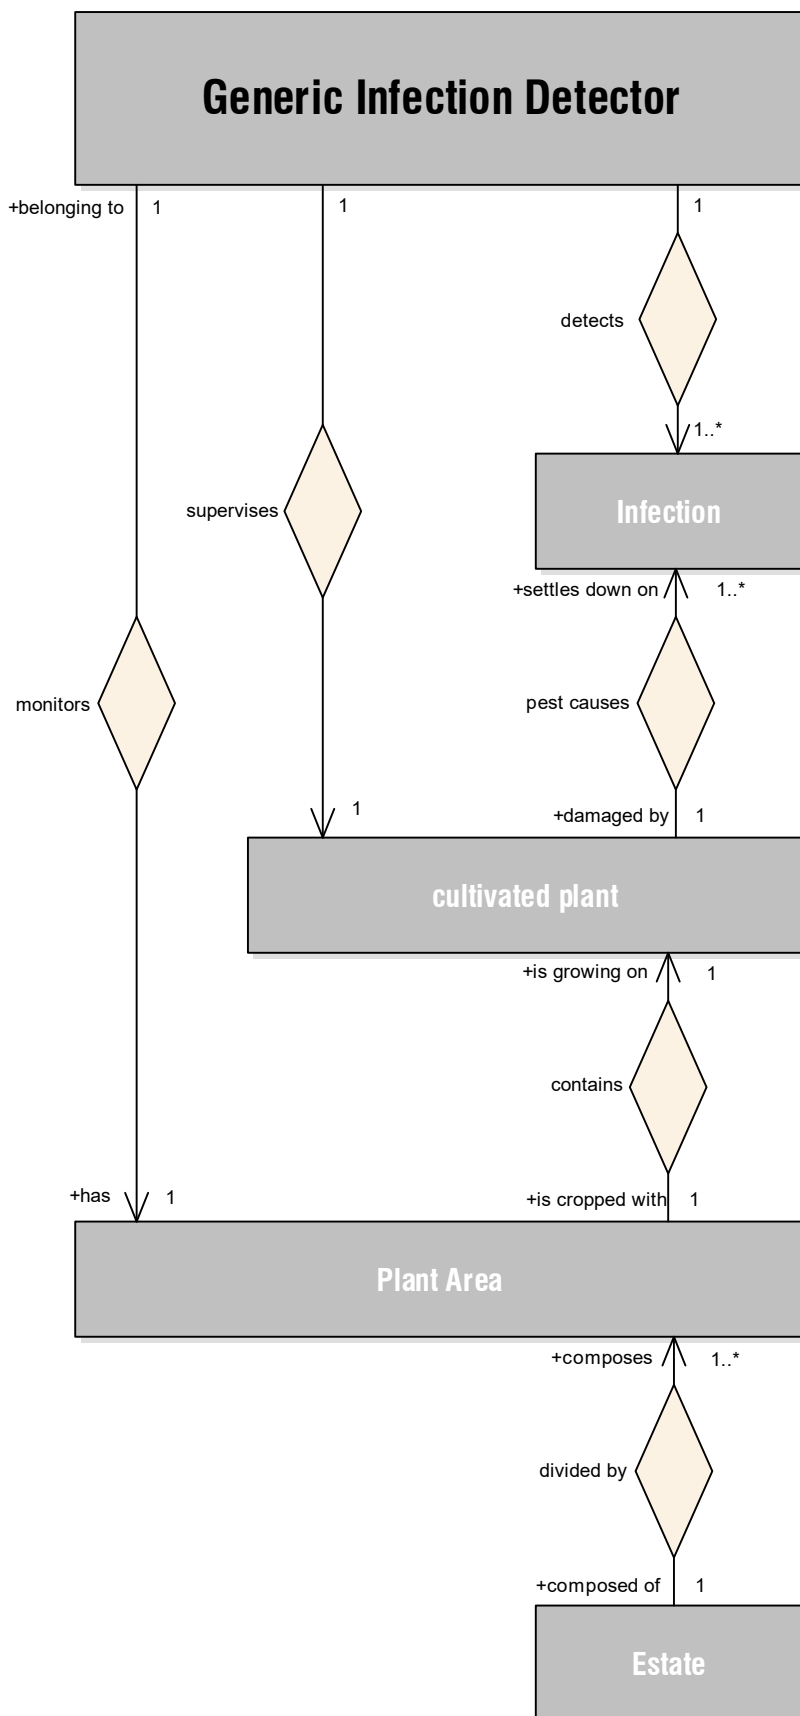 Generic Infection Detector
+belonging to
1
1
1
detects
1..*
Infection
supervises
+settles down on
1..*
monitors
pest causes
1
+damaged by
1
cultivated plant
+is growing on
1
contains
+has
1
+is cropped with
1
Plant Area
+composes
1..*
divided by
+composed of
1
Estate